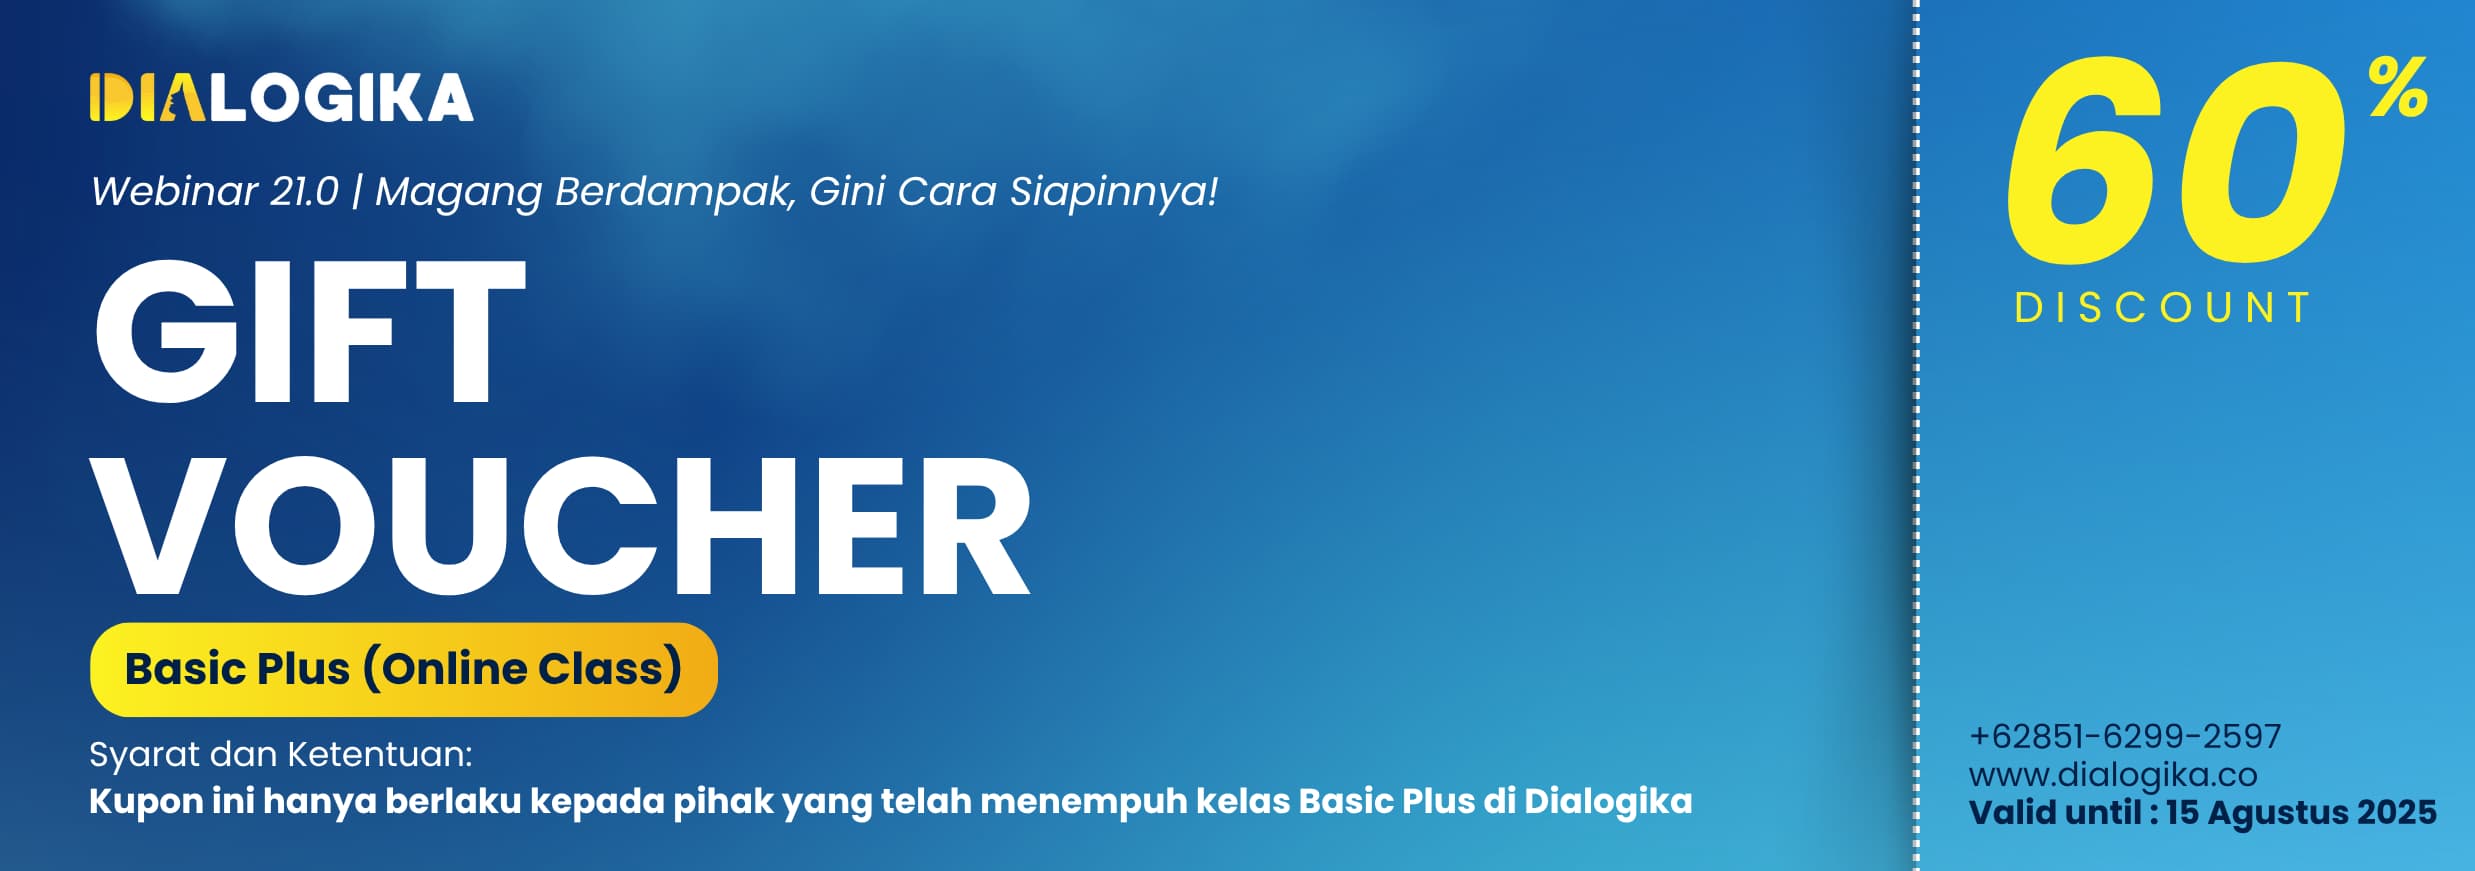 DIALOGIKA
Webinar 21.0 | Magang Berdampak, Gini Cara Siapinnya!
GIFT
VOUCHER
Basic Plus (Online Class)
Syarat dan Ketentuan:
Kupon ini hanya berlaku kepada pihak yang telah menempuh kelas Basic Plus di Dialogika
60%
DISCOUNT
+62851-6299-2597
www.dialogika.co
Valid until : 15 Agustus 2025